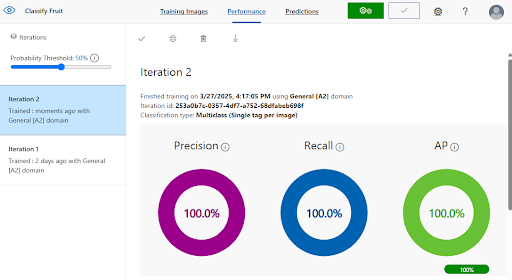 Classify Fruit
Training Images
Performance
Predictions
?
Iterations
Probability Threshold: 50%
Iteration 2
Trained : moments ago with
General [A2] domain
Iteration 1
Trained : 2 days ago with General
[A2] domain
Iteration 2
Finished training on 3/27/2025, 4:17:05 PM using General [A2] domain
Iteration id: 253a0b7c-0357-4df7-a752-68dfabeb698f
Classification type: Multiclass (Single tag per image)
Precision
Recall
AP
100.0%
100.0%
100.0%
100%